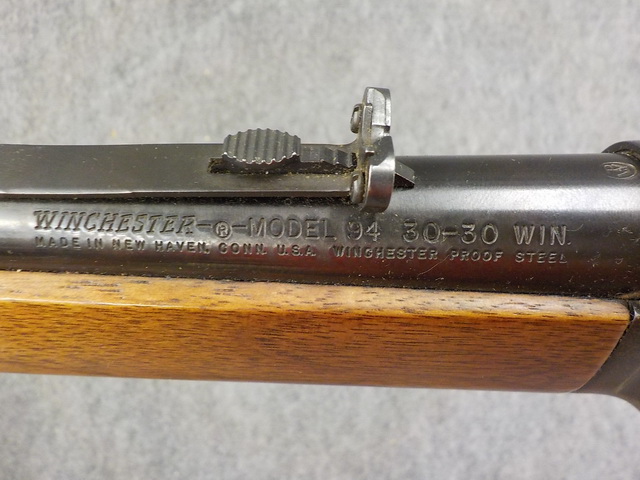 WINCHESTER-®-MODEL 94 30-30 WIN.
MADE IN NEW HAVEN, CONN. U.S.A. WINCHESTER PROOF STEEL